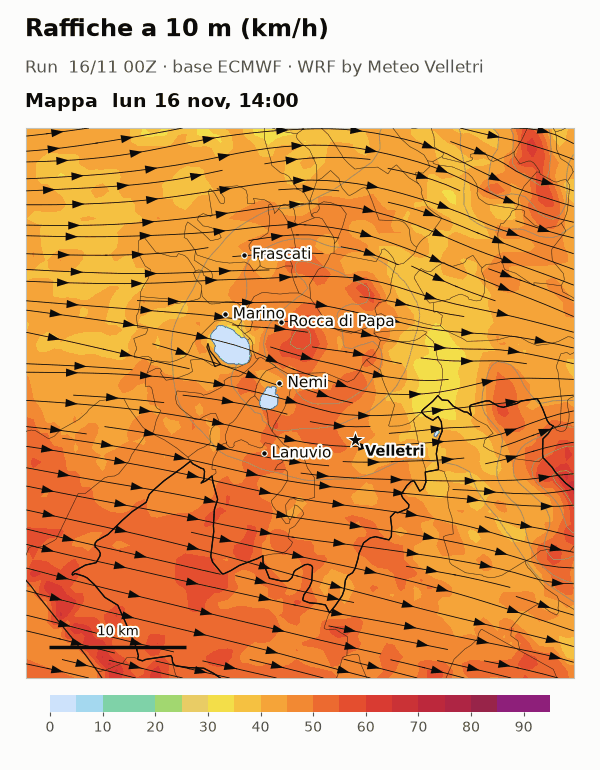 Raffiche a 10 m (km/h)
Run  16/11 00Z · base ECMWF · WRF by Meteo Velletri
Mappa  lun 16 nov, 14:00
Frascati
Marino
Rocca di Papa
Nemi
Velletri
Lanuvio
10 km
0 10 20 30 40 50 60 70 80 90